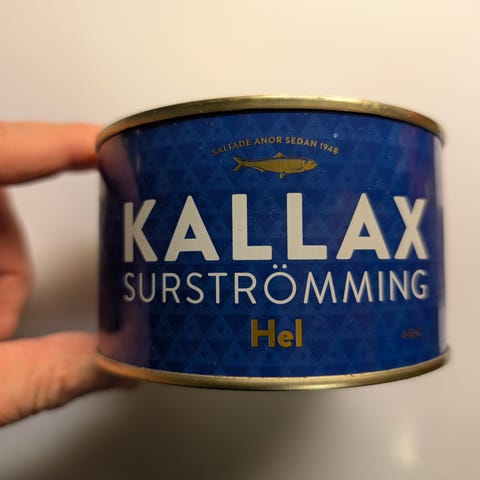 SALTADE ANOR SEDAN 1948
KALLAX
SURSTRÖMMING
Hel